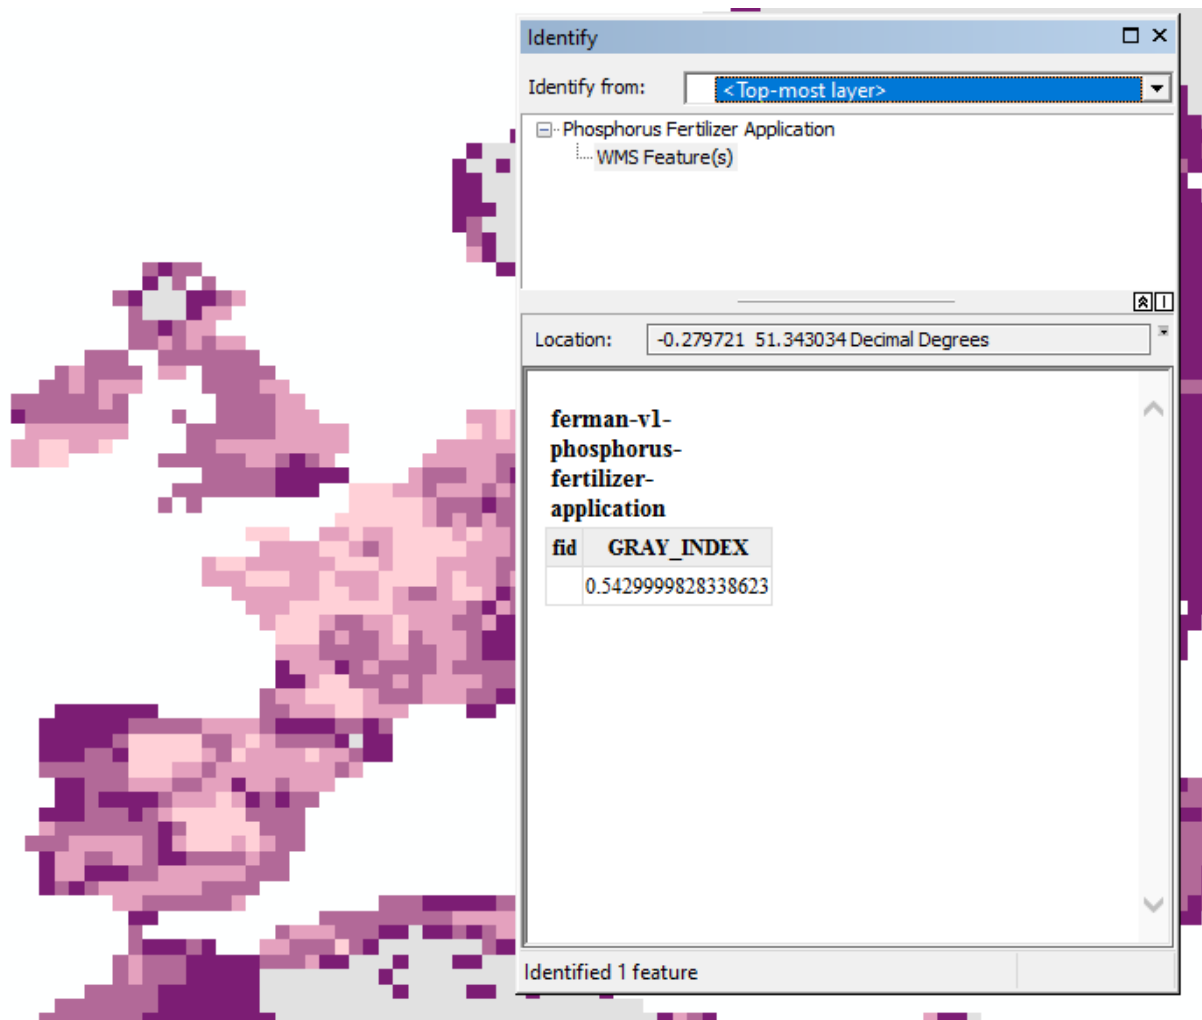 Identify
Identify from:
<Top-most layer>
Phosphorus Fertilizer Application
WMS Feature(s)
Location:
-0.279721 51.343034 Decimal Degrees
ferman-v1-
phosphorus-
fertilizer-
application
fid GRAY_INDEX
0.5429999828338623
Identified 1 feature